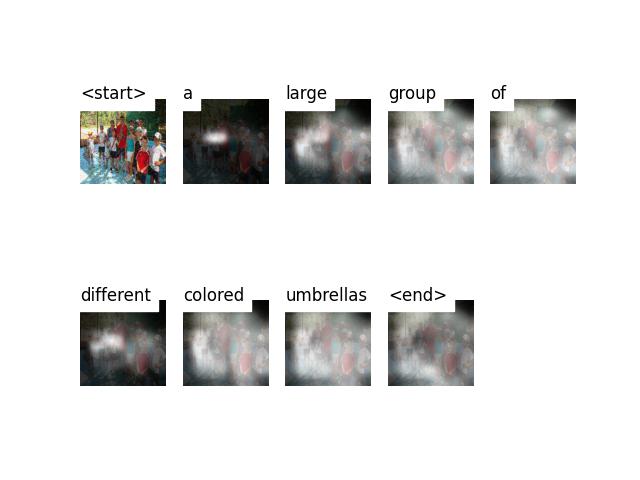 <start> a large group of
different colored umbrellas <end>